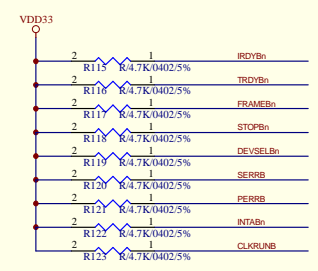 VDD33
2 1 IRDYBn
R115 R/4.7K/0402/5%
2 1 TRDYBn
R116 R/4.7K/0402/5%
2 1 FRAMEBn
R117 R/4.7K/0402/5%
2 1 STOPBn
R118 R/4.7K/0402/5%
2 1 DEVSELBn
R119 R/4.7K/0402/5%
2 1 SERRB
R120 R/4.7K/0402/5%
2 1 PERRB
R121 R/4.7K/0402/5%
2 1 INTABn
R122 R/4.7K/0402/5%
2 1 CLKRUNB
R123 R/4.7K/0402/5%